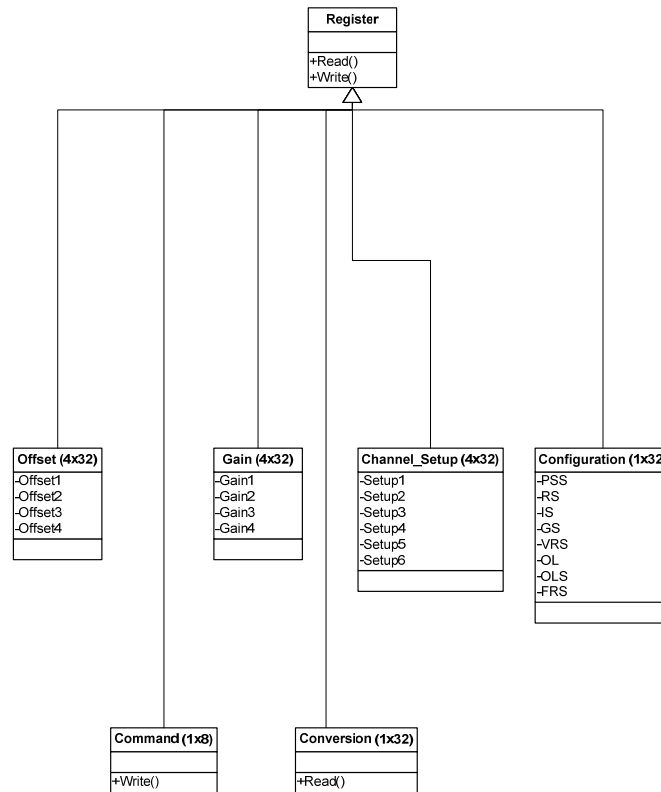 Register
+Read()
+Write()
Offset (4x32)
-Offset1
-Offset2
-Offset3
-Offset4
Gain (4x32)
-Gain1
-Gain2
-Gain3
-Gain4
Channel_Setup (4x32)
-Setup1
-Setup2
-Setup3
-Setup4
-Setup5
-Setup6
Configuration (1x32
-PSS
-RS
-IS
-GS
-VRS
-OL
-OLS
-FRS
Command (1x8)
+Write()
Conversion (1x32)
+Read()